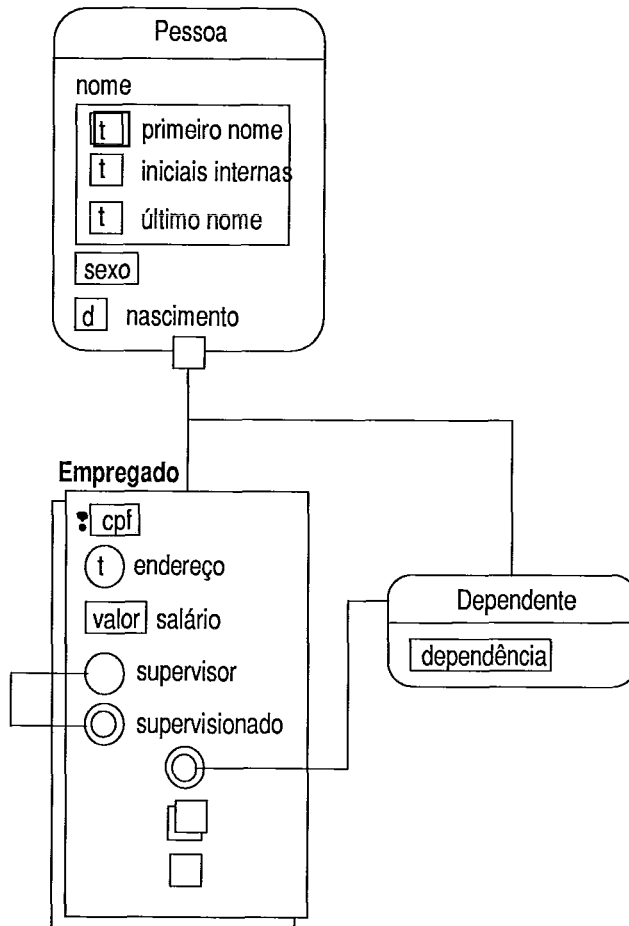 Pessoa
nome
t primeiro nome
t iniciais internas
t último nome
sexo
d nascimento
Empregado
! cpf
t endereço
valor salário
supervisor
supervisionado
Dependente
dependência